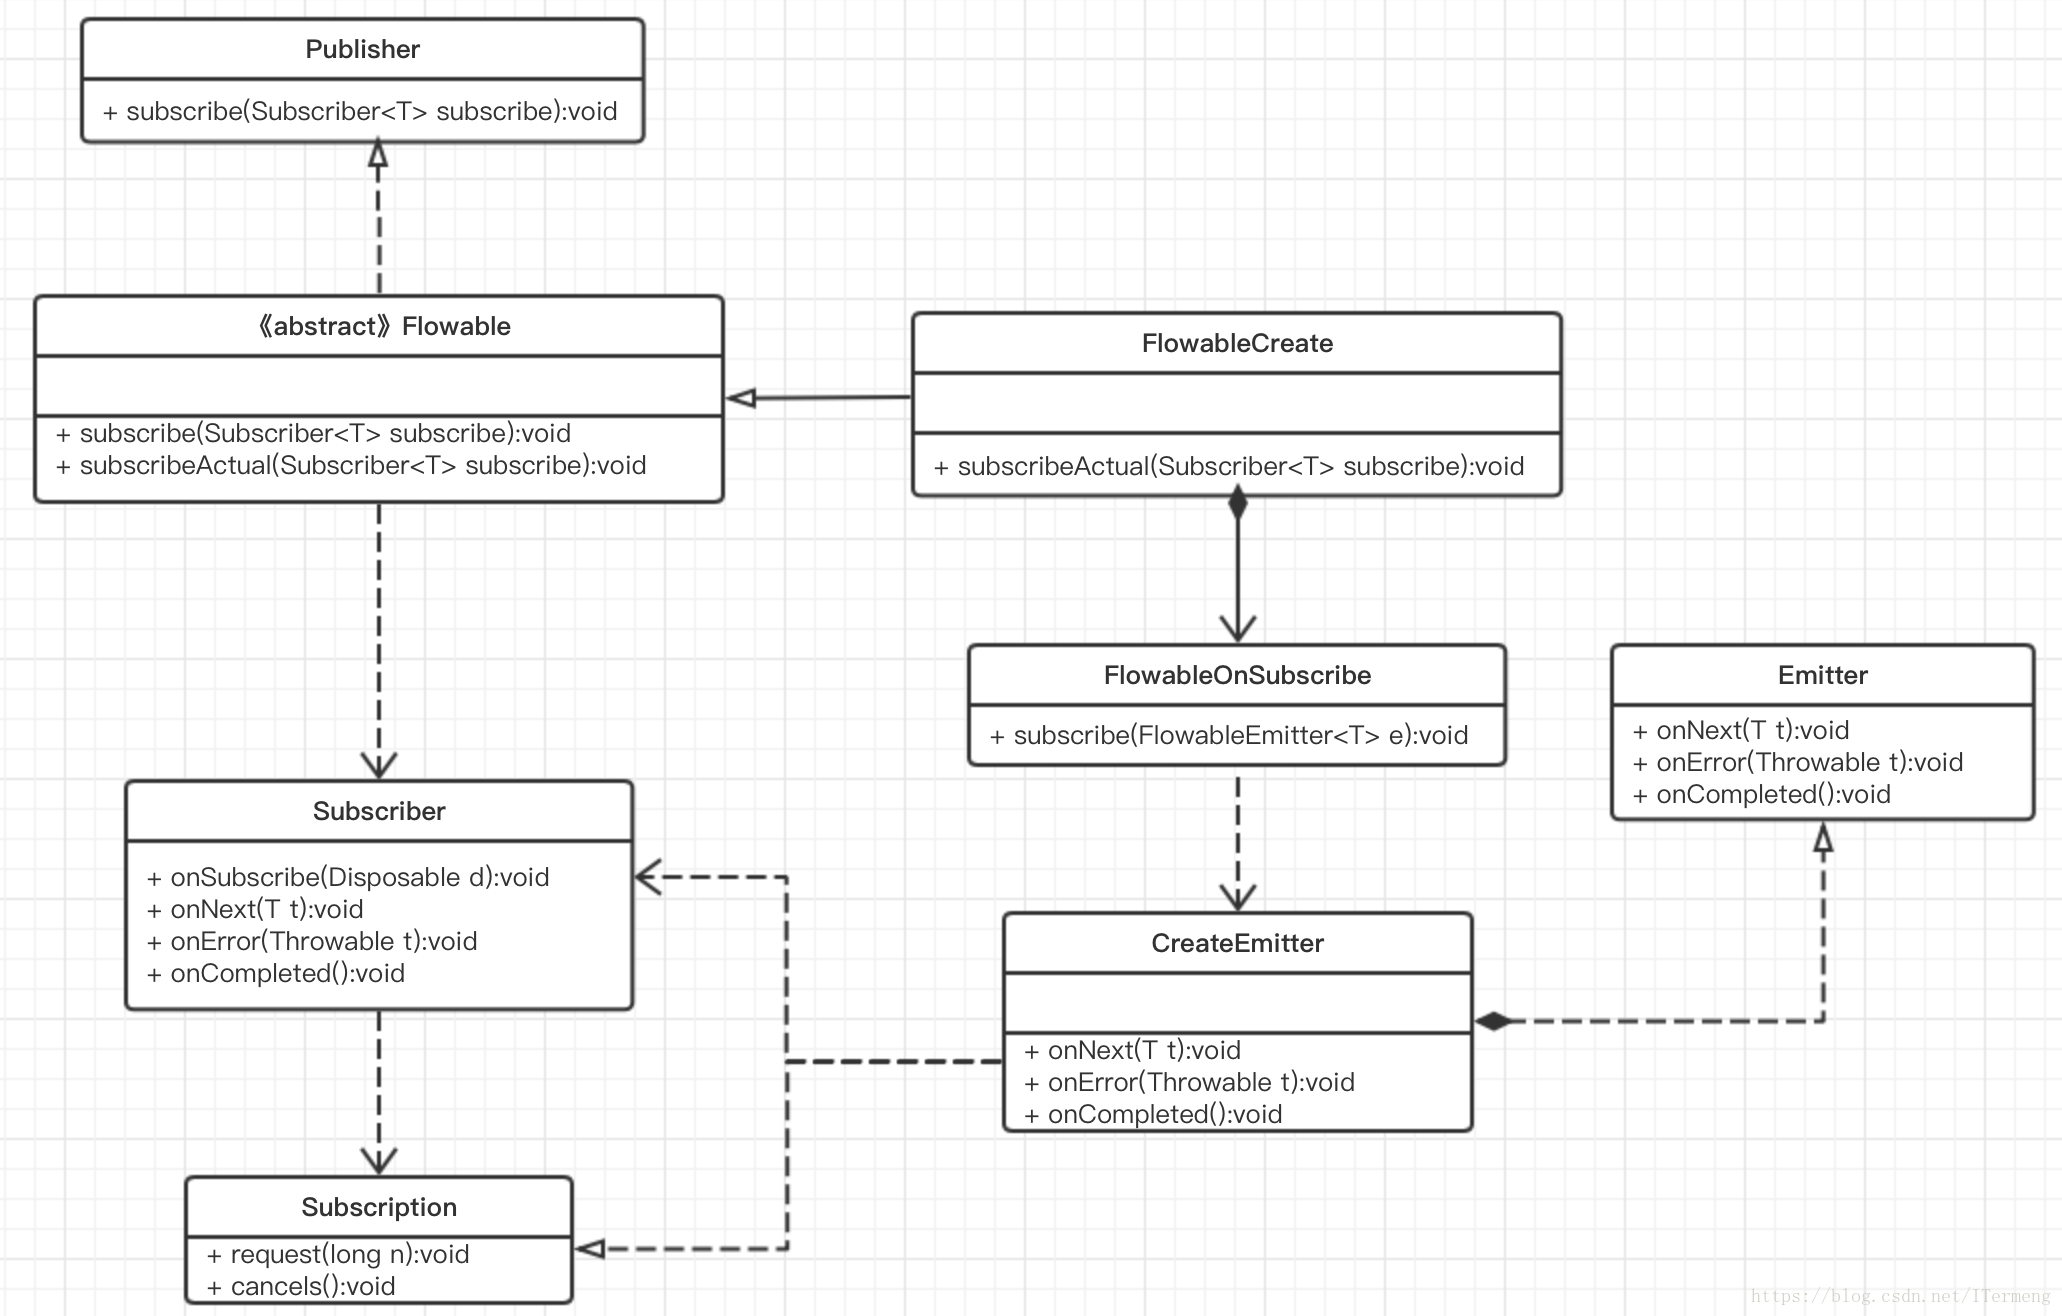 Publisher
+ subscribe(Subscriber<T> subscribe):void
《abstract》Flowable
+ subscribe(Subscriber<T> subscribe):void
+ subscribeActual(Subscriber<T> subscribe):void
FlowableCreate
+ subscribeActual(Subscriber<T> subscribe):void
FlowableOnSubscribe
+ subscribe(FlowableEmitter<T> e):void
Emitter
+ onNext(T t):void
+ onError(Throwable t):void
+ onCompleted():void
Subscriber
+ onSubscribe(Disposable d):void
+ onNext(T t):void
+ onError(Throwable t):void
+ onCompleted():void
CreateEmitter
+ onNext(T t):void
+ onError(Throwable t):void
+ onCompleted():void
Subscription
+ request(long n):void
+ cancels():void
https://blog.csdn.net/ITermeng